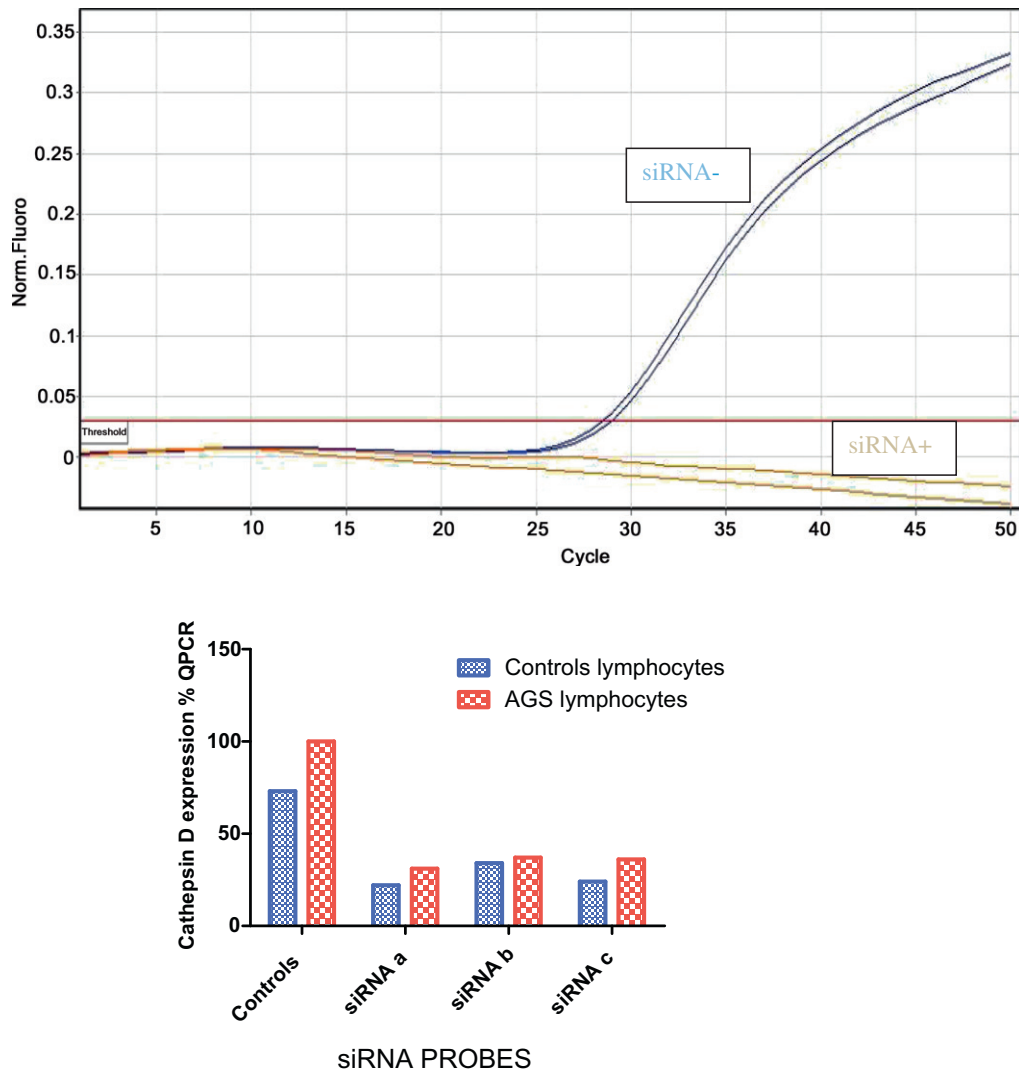 0.35
0.3
0.25
0.2
0.15
0.1
0.05
0
Norm.Fluoro
siRNA-
Threshold
siRNA+
5 10 15 20 25 30 35 40 45 50
Cycle
150
100
50
0
Cathepsin D expression % QPCR
Controls lymphocytes
AGS lymphocytes
Controls
siRNA a
siRNA b
siRNA c
siRNA PROBES